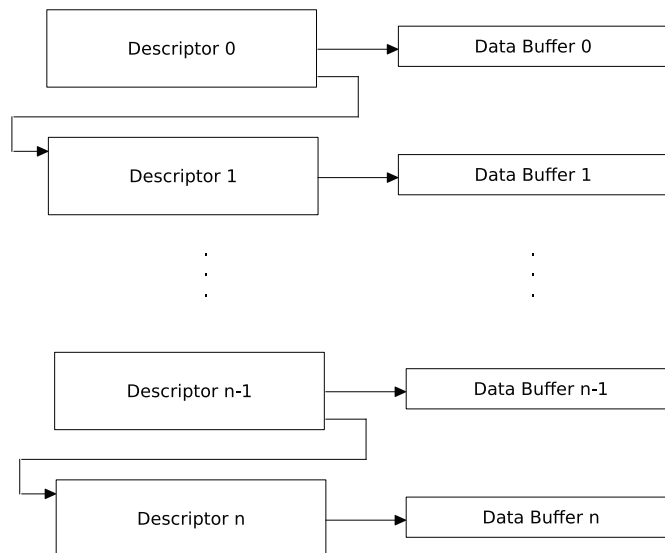 Descriptor 0
Data Buffer 0
Descriptor 1
Data Buffer 1
Descriptor n-1
Data Buffer n-1
Descriptor n
Data Buffer n